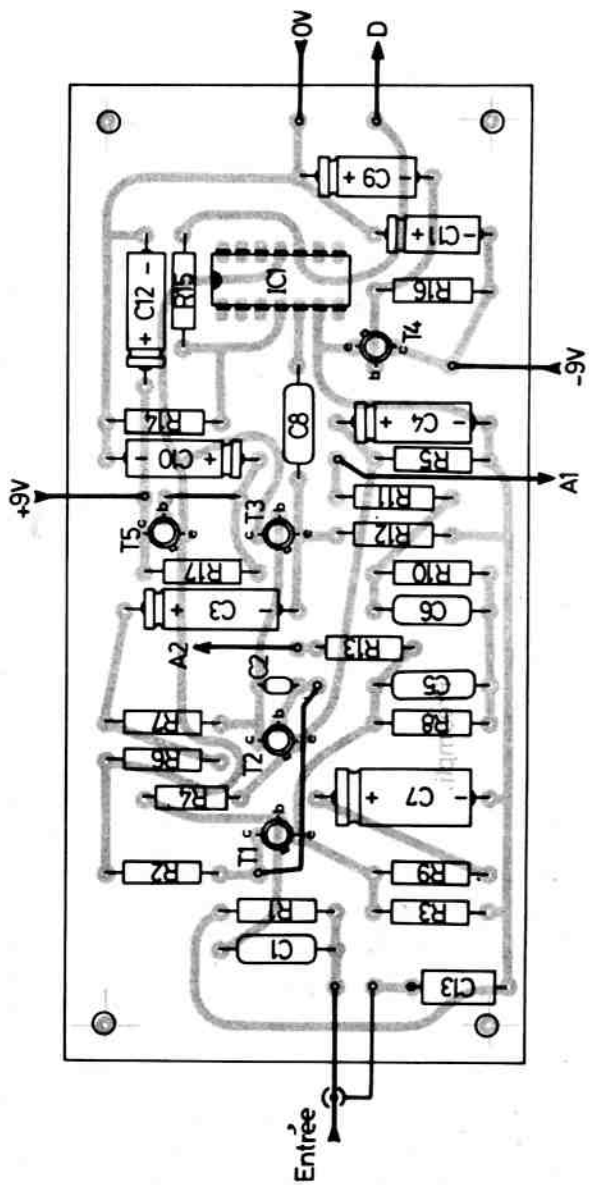 Entrée
+9V
-9V
0V
D
A1
A2
C1
R1
R2
T1
R3
R9
C13
R4
R6
R7
T2
c
b
e
C2
C7
R8
C5
R13
C3
R17
T5
c
b
e
T3
c
b
e
C6
R10
R12
R11
R5
C4
C10
R14
C8
C12
R15
IC1
T4
e
b
c
R16
C11
C9
+
-